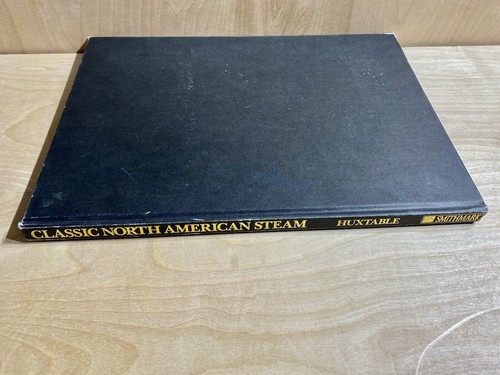 CLASSIC NORTH AMERICAN STEAM HUXTABLE SMITHMARK